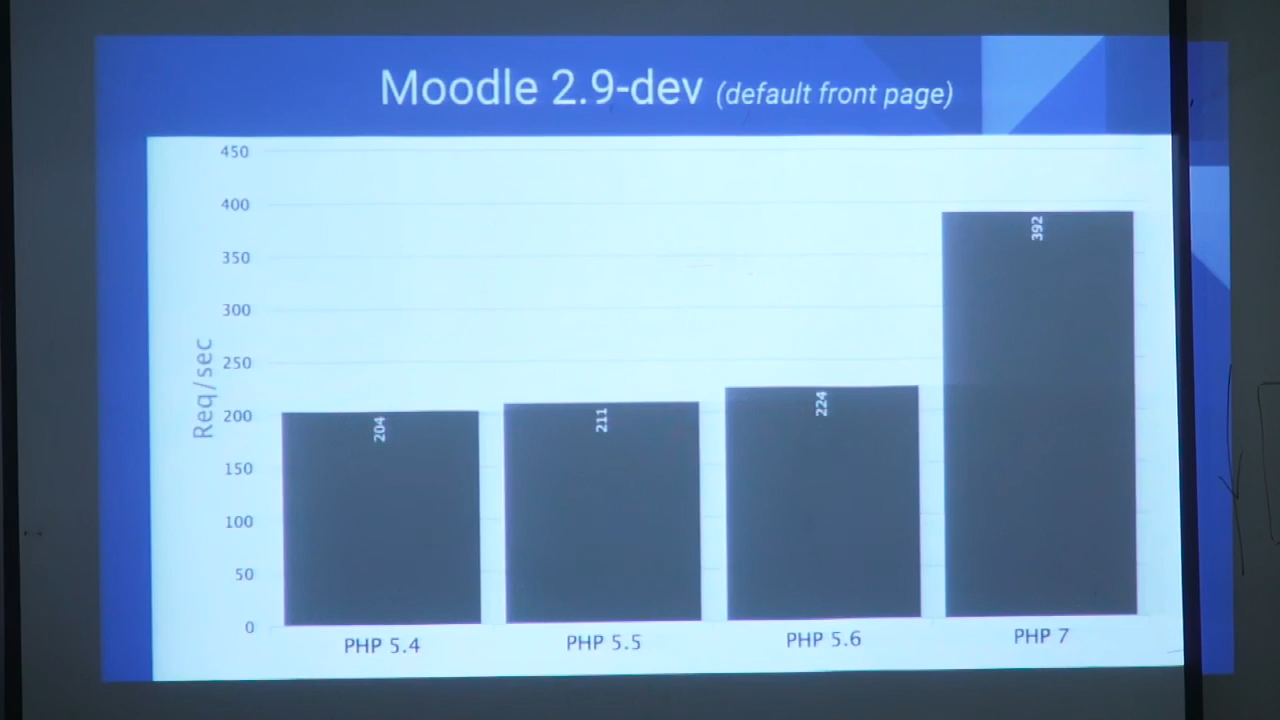 Moodle 2.9-dev (default front page)
450
400
350
300
250
200
150
100
50
0
Req/sec
204
211
224
392
PHP 5.4
PHP 5.5
PHP 5.6
PHP 7